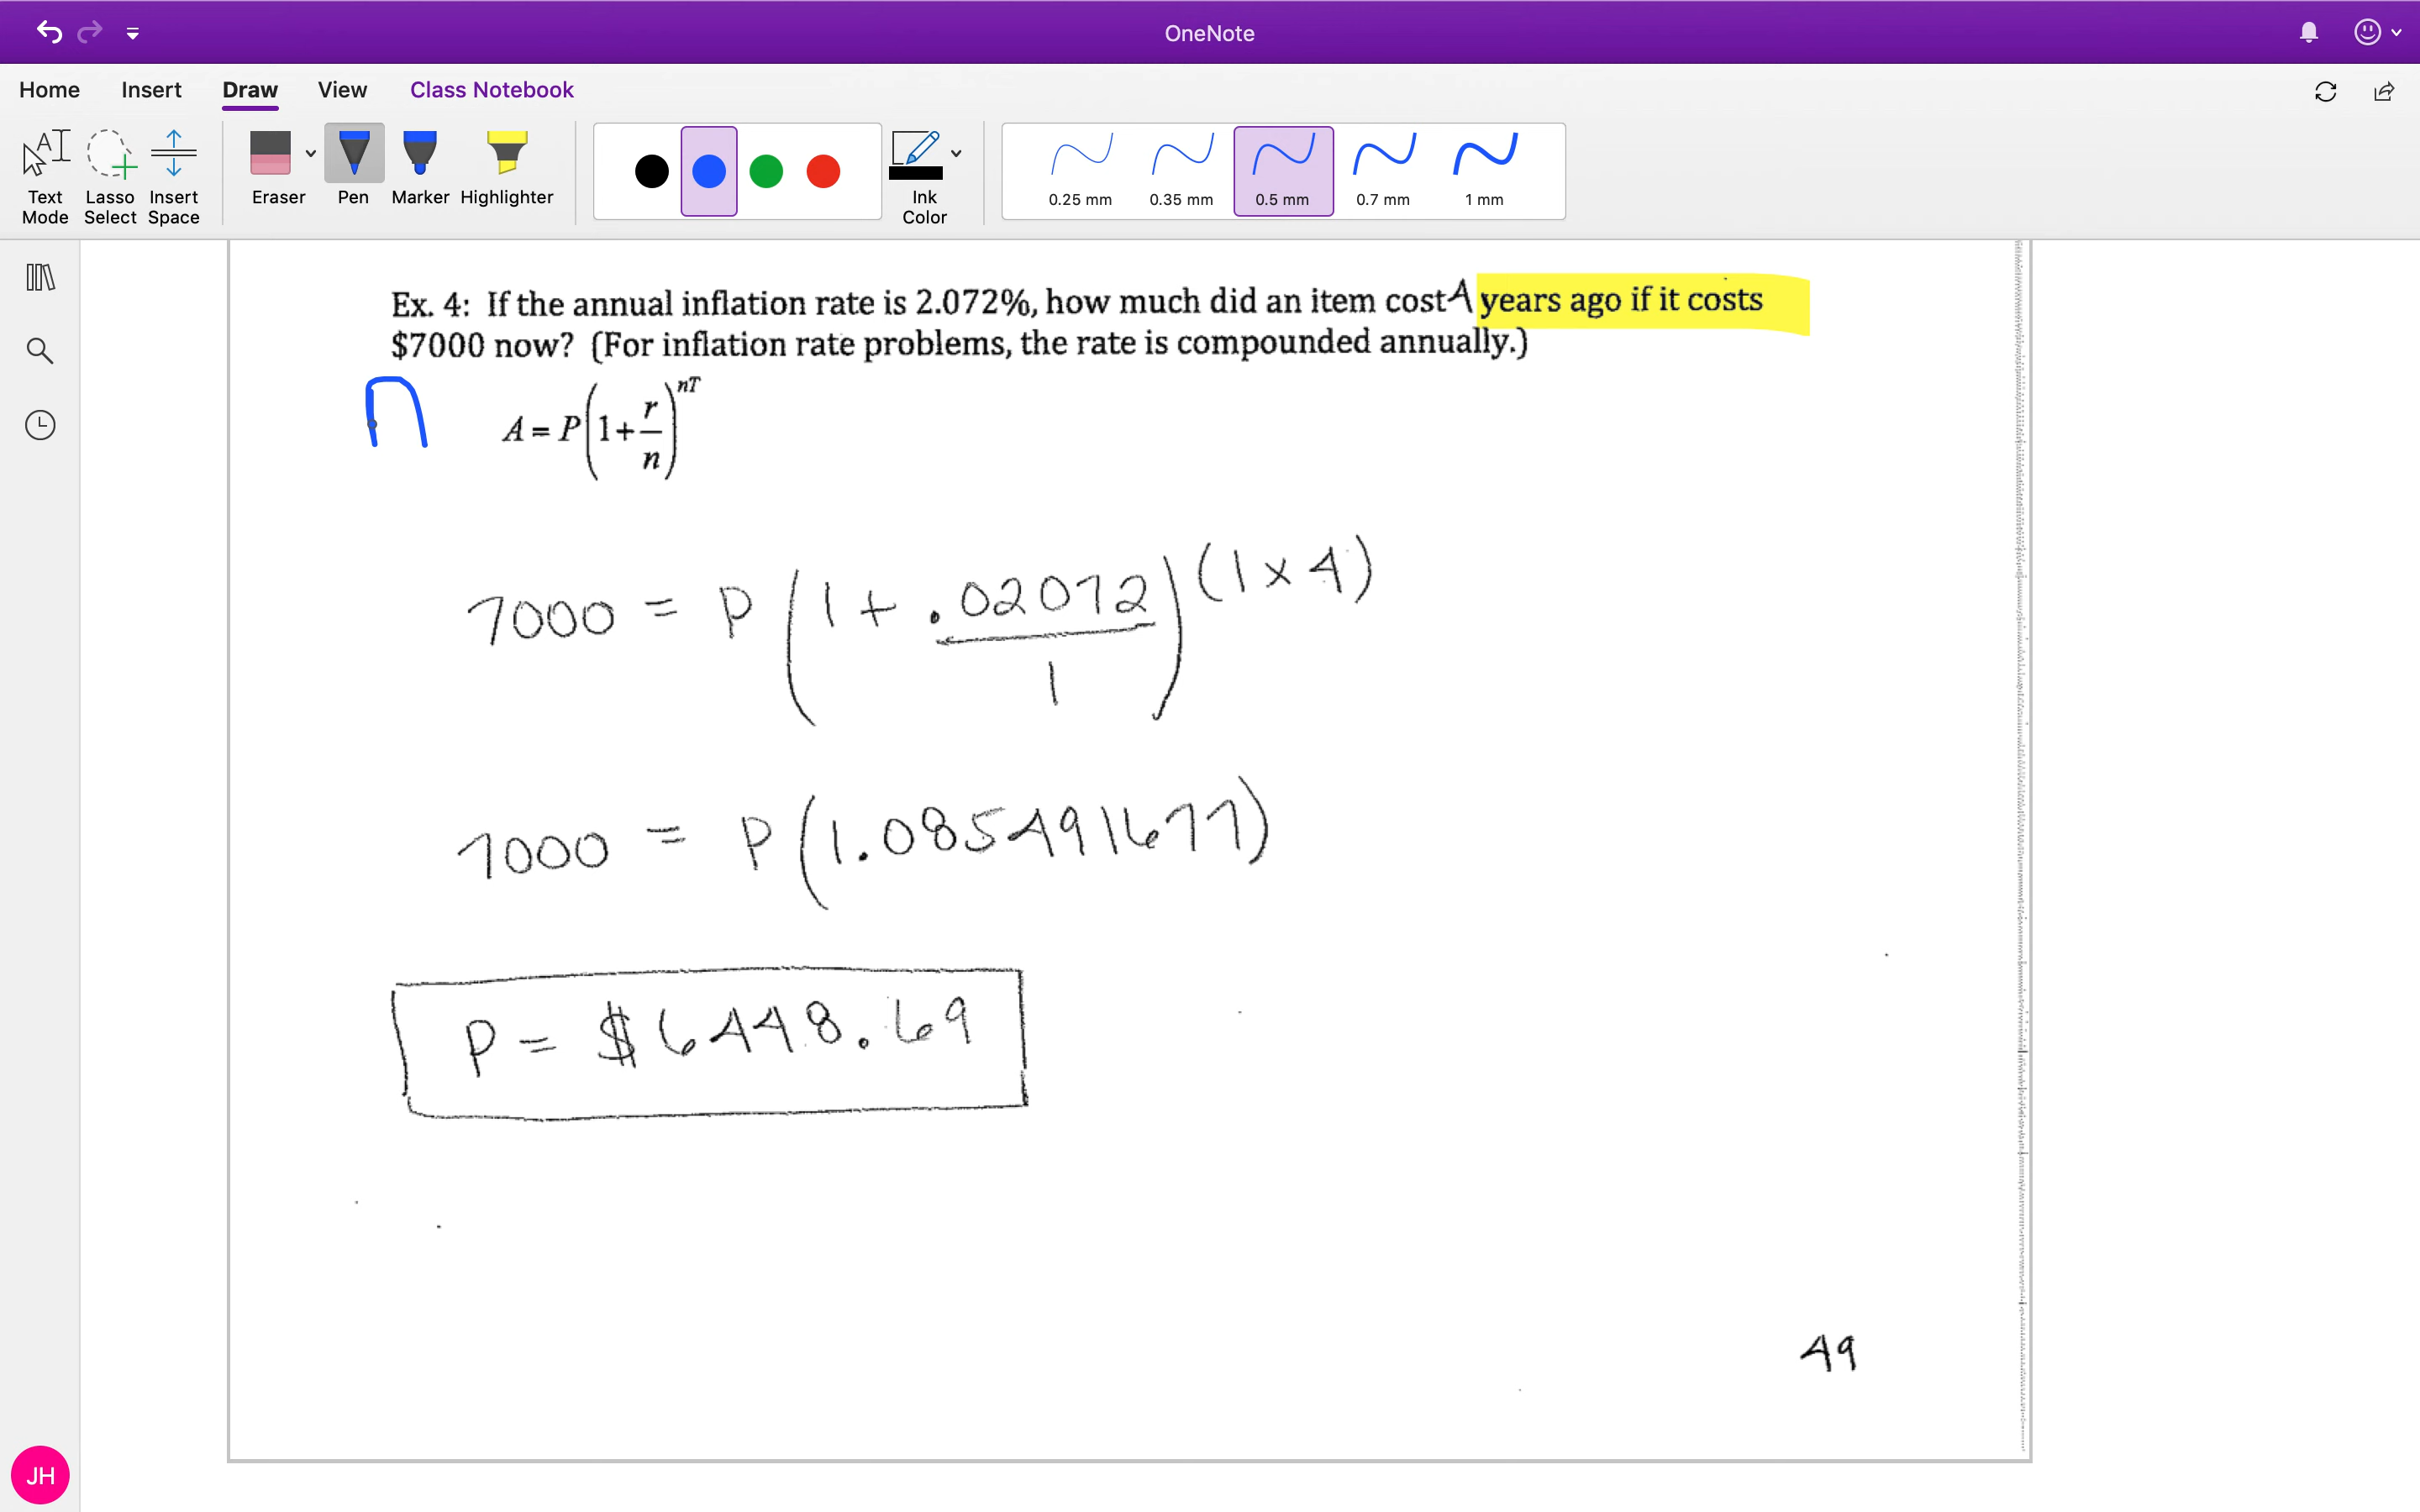 OneNote
Home Insert Draw View Class Notebook
Text Mode
Lasso Select
Insert Space
Eraser
Pen
Marker
Highlighter
Ink Color
0.25 mm
0.35 mm
0.5 mm
0.7 mm
1 mm
Ex. 4: If the annual inflation rate is 2.072%, how much did an item cost 4 years ago if it costs
$7000 now? (For inflation rate problems, the rate is compounded annually.)
n
A = P(1 + r/n)^nT
7000 = P(1 + .02072/1)^(1 x 4)
7000 = P(1.085491677)
P = $6448.69
49
JH